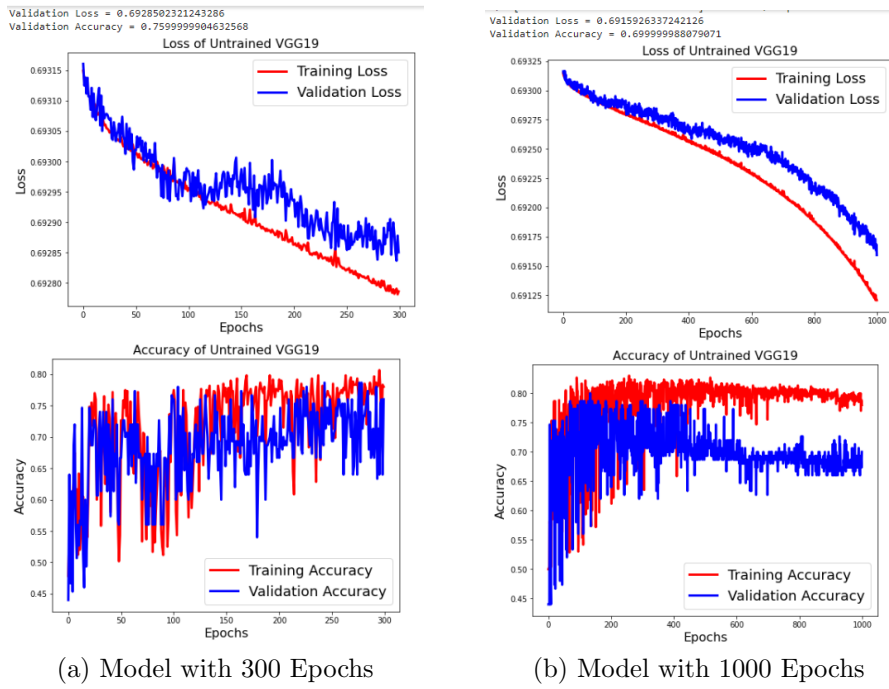 Validation Loss = 0.6928502321243286
Validation Accuracy = 0.7599999904632568
Loss of Untrained VGG19
Training Loss
Validation Loss
0.69315
0.69310
0.69305
0.69300
0.69295
0.69290
0.69285
0.69280
Loss
0 50 100 150 200 250 300
Epochs
Accuracy of Untrained VGG19
0.80
0.75
0.70
0.65
0.60
0.55
0.50
0.45
Accuracy
Training Accuracy
Validation Accuracy
0 50 100 150 200 250 300
Epochs
(a) Model with 300 Epochs
Validation Loss = 0.6915926337242126
Validation Accuracy = 0.699999988079071
Loss of Untrained VGG19
Training Loss
Validation Loss
0.69325
0.69300
0.69275
0.69250
0.69225
0.69200
0.69175
0.69150
0.69125
Loss
0 200 400 600 800 1000
Epochs
Accuracy of Untrained VGG19
0.80
0.75
0.70
0.65
0.60
0.55
0.50
0.45
Accuracy
Training Accuracy
Validation Accuracy
0 200 400 600 800 1000
Epochs
(b) Model with 1000 Epochs